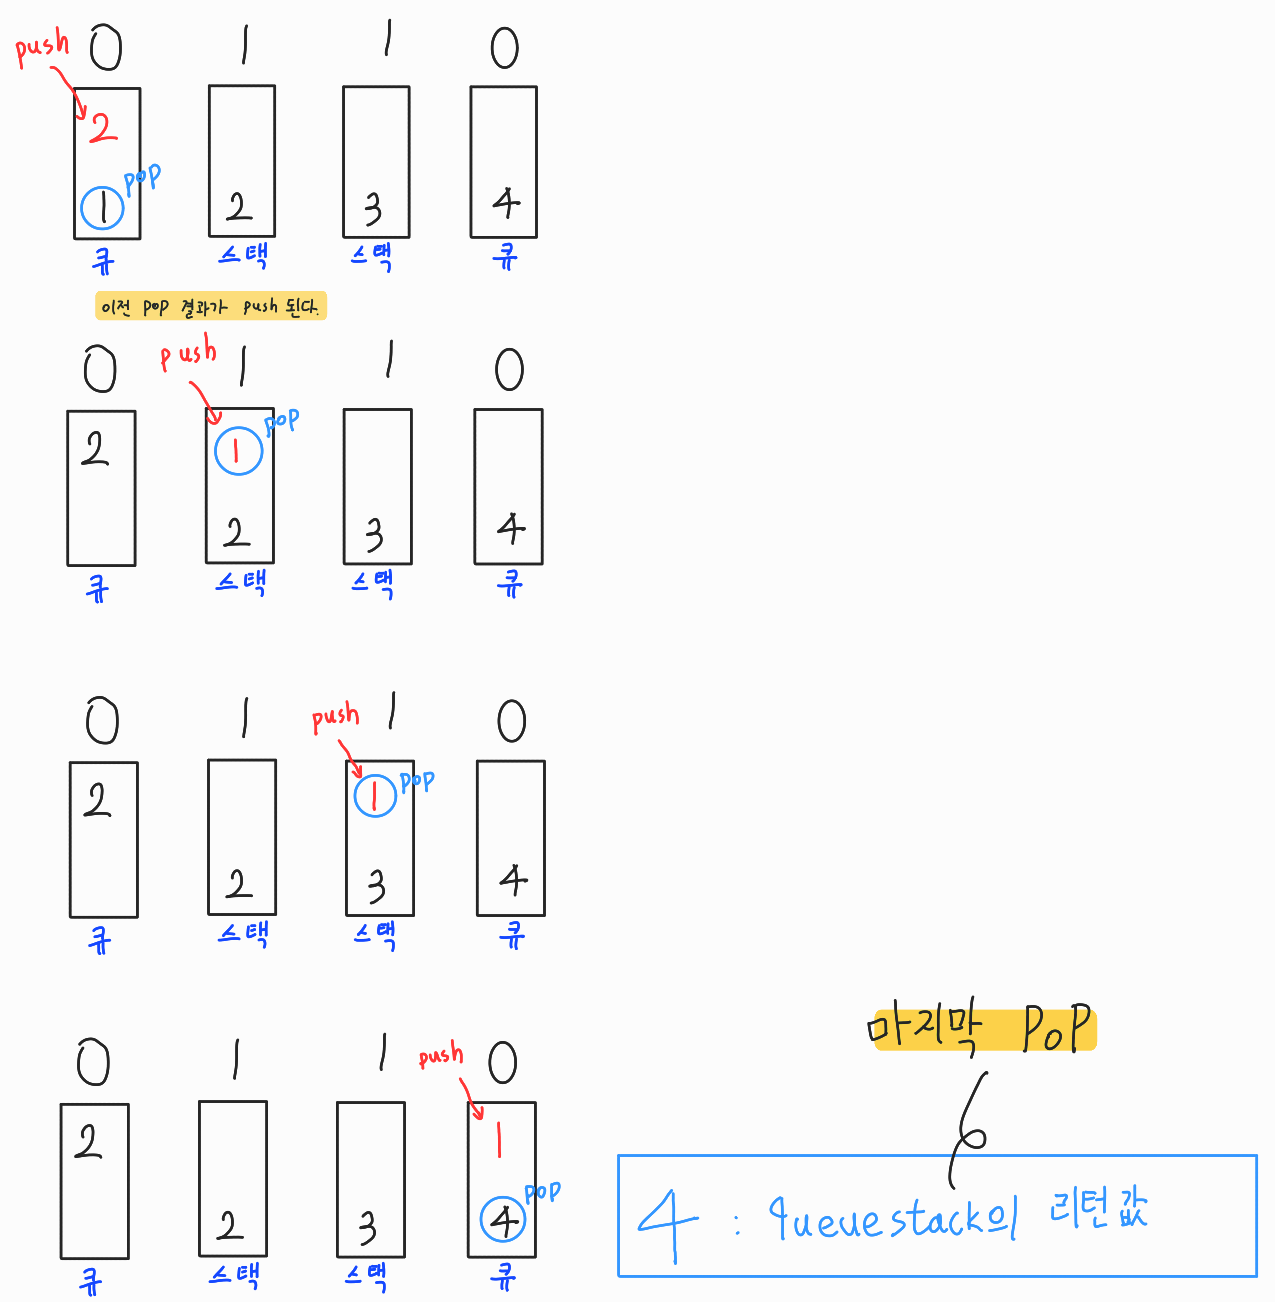 push 0 1 1 0
2
1 pop 2 3 4
큐 스택 스택 큐
이전 pop 결과가 push 된다.
push
0 1 1 0
2 1 pop
2 3 4
큐 스택 스택 큐
0 1 push 1 0
2 1 pop
2 3 4
큐 스택 스택 큐
마지막 PoP
0 1 1 push 0
2 1
2 3 4 pop
4 : queuestack의 리턴값
큐 스택 스택 큐